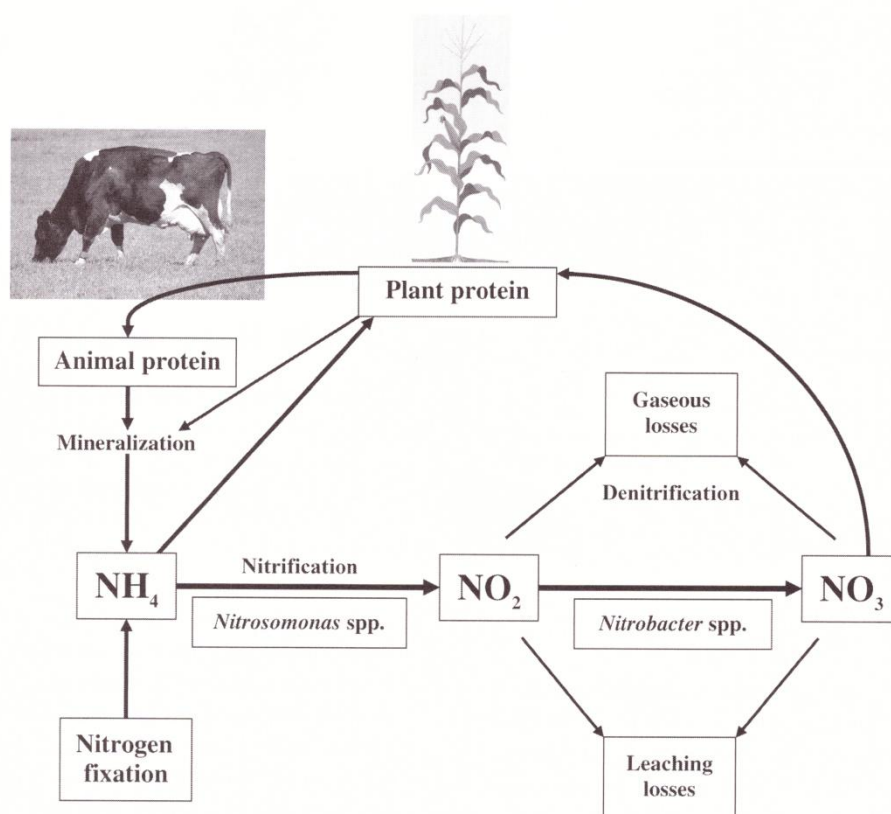 Plant protein
Animal protein
Gaseous
losses
Mineralization
Denitrification
Nitrification
NH₄
NO₂
NO₃
Nitrosomonas spp.
Nitrobacter spp.
Nitrogen
fixation
Leaching
losses